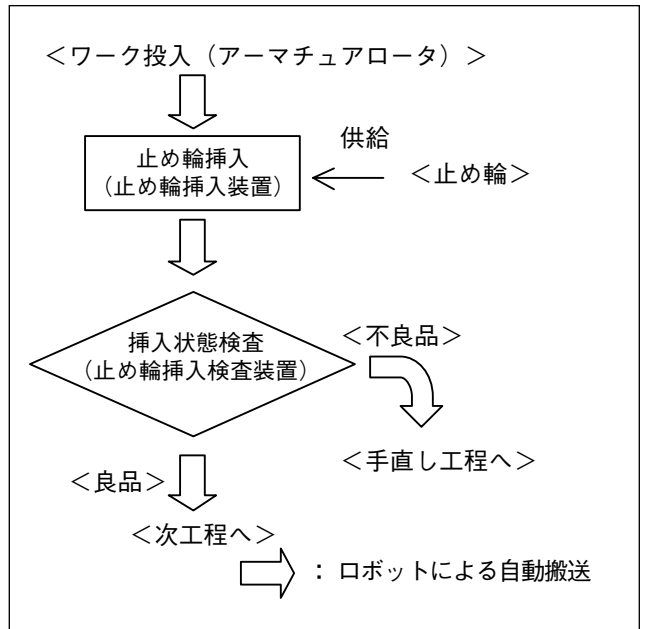 ＜ワーク投入（アーマチュアロータ）＞
止め輪挿入
（止め輪挿入装置）
供給
＜止め輪＞
挿入状態検査
（止め輪挿入検査装置）
＜不良品＞
＜手直し工程へ＞
＜良品＞
＜次工程へ＞
：ロボットによる自動搬送